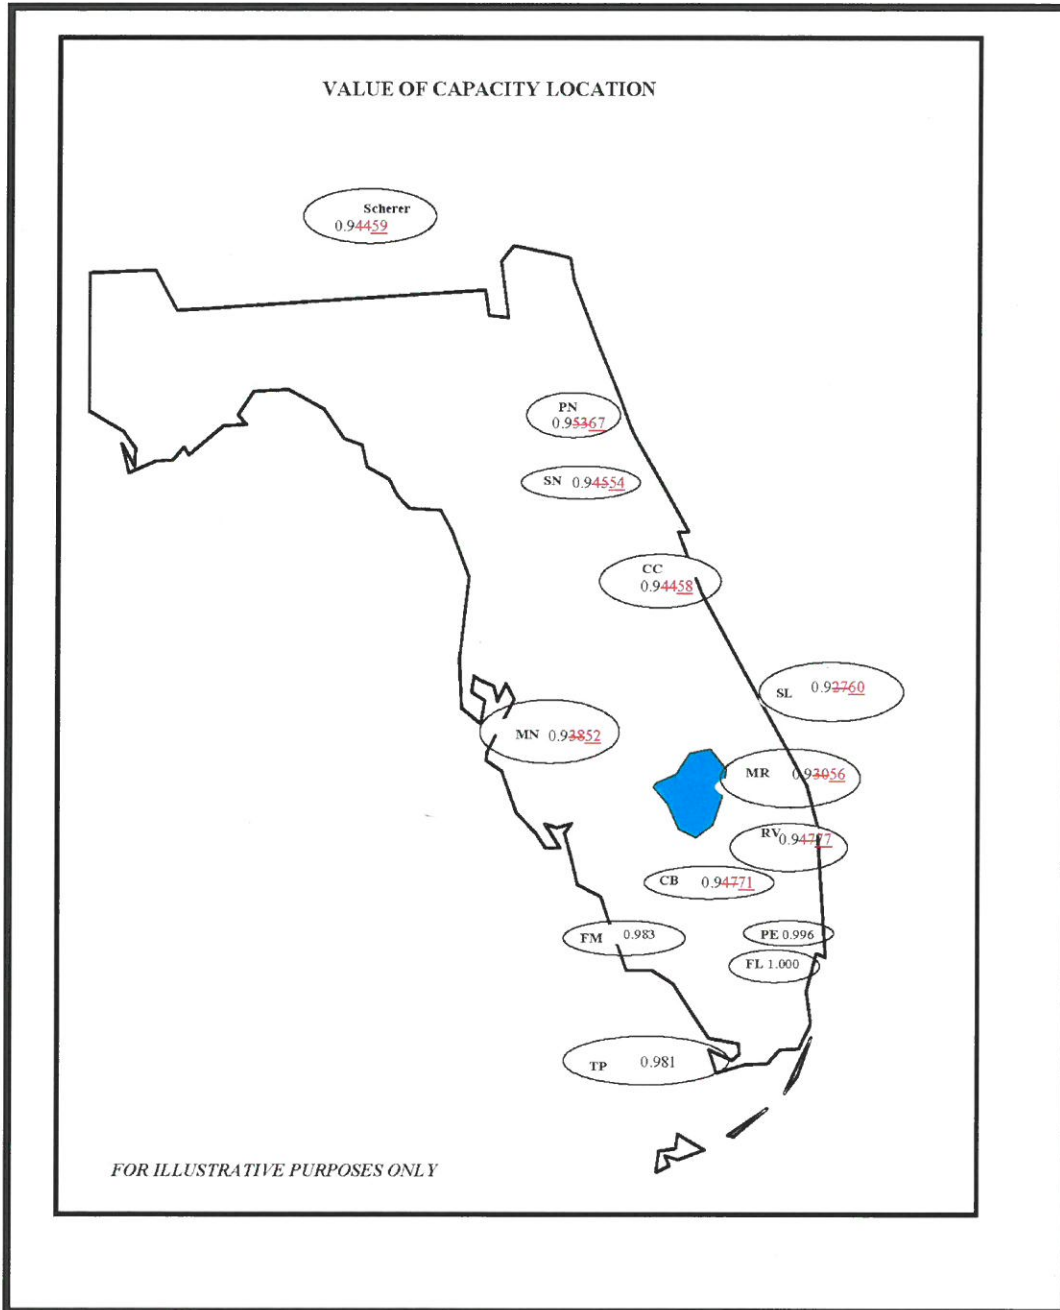 VALUE OF CAPACITY LOCATION
Scherer
0.94459
PN
0.95367
SN 0.94554
CC
0.94458
SL 0.92760
MN 0.93852
MR 0.93056
RV 0.94777
CB 0.94771
FM 0.983
PE 0.996
FL 1.000
TP 0.981
FOR ILLUSTRATIVE PURPOSES ONLY